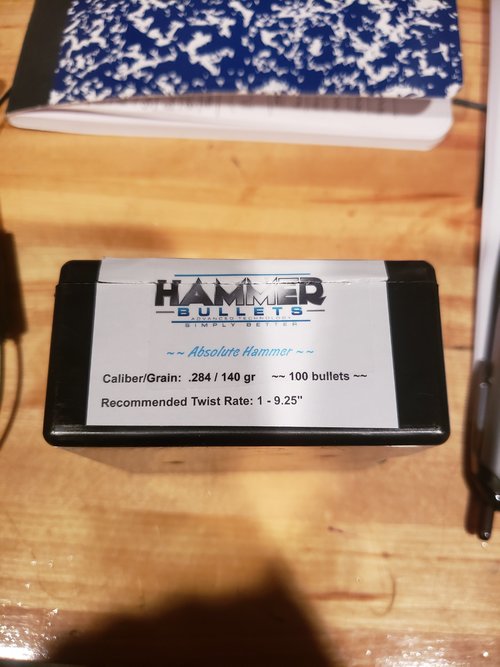 HAMMER
BULLETS
ADVANCED TECHNOLOGY
SIMPLY BETTER
~~ Absolute Hammer ~~
Caliber/Grain: .284 / 140 gr ~~ 100 bullets ~~
Recommended Twist Rate: 1 - 9.25"